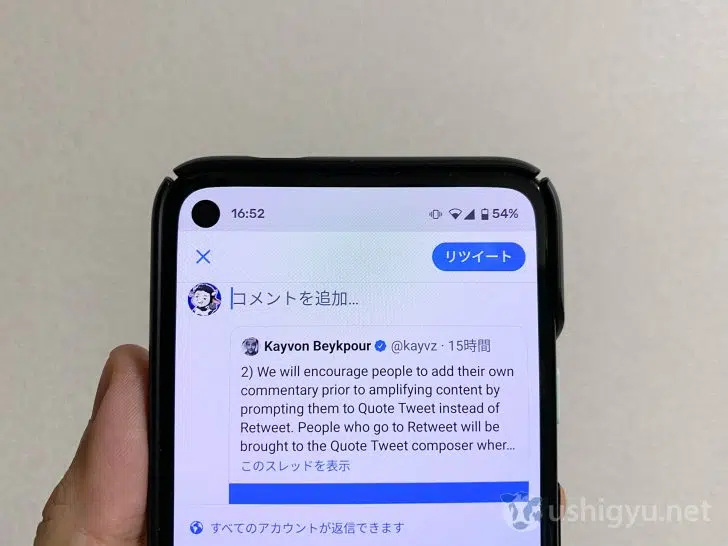 16:52 54%
リツイート
コメントを追加...
Kayvon Beykpour @kayvz · 15時間
2) We will encourage people to add their own
commentary prior to amplifying content by
prompting them to Quote Tweet instead of
Retweet. People who go to Retweet will be
brought to the Quote Tweet composer wher...
このスレッドを表示
すべてのアカウントが返信できます
ushigyu.net